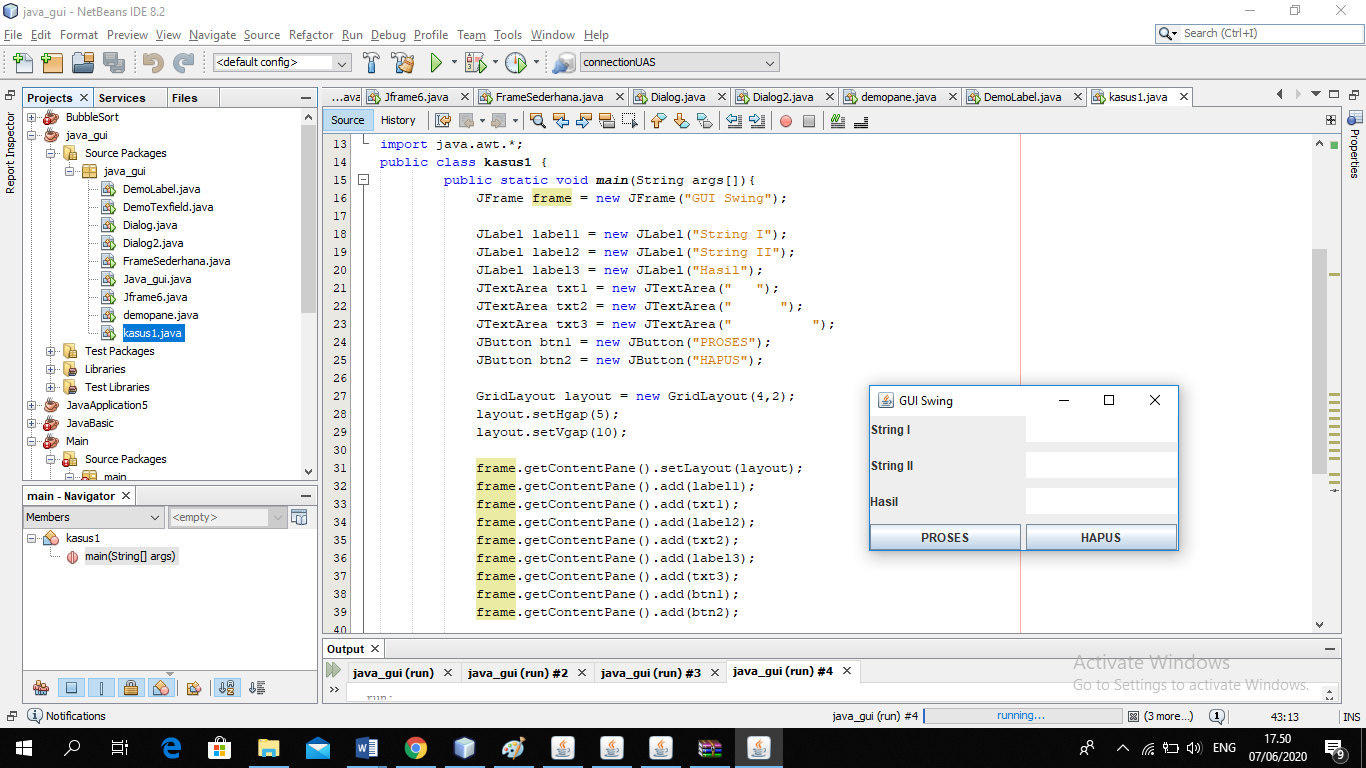 java_gui - NetBeans IDE 8.2
File Edit Format Preview View Navigate Source Refactor Run Debug Profile Team Tools Window Help
Search (Ctrl+I)
<default config>
connectionUAS
Projects Services Files
...ava Jframe6.java FrameSederhana.java Dialog.java Dialog2.java demopane.java DemoLabel.java kasus1.java
Source History
Report Inspector
Properties
BubbleSort
java_gui
Source Packages
java_gui
DemoLabel.java
DemoTexfield.java
Dialog.java
Dialog2.java
FrameSederhana.java
Java_gui.java
Jframe6.java
demopane.java
kasus1.java
Test Packages
Libraries
Test Libraries
JavaApplication5
JavaBasic
Main
Source Packages
main
main - Navigator
Members <empty>
kasus1
main(String[] args)
13 import java.awt.*;
14 public class kasus1 {
15 public static void main(String args[]){
16 JFrame frame = new JFrame("GUI Swing");
17
18 JLabel label1 = new JLabel("String I");
19 JLabel label2 = new JLabel("String II");
20 JLabel label3 = new JLabel("Hasil");
21 JTextArea txt1 = new JTextArea("   ");
22 JTextArea txt2 = new JTextArea("      ");
23 JTextArea txt3 = new JTextArea("          ");
24 JButton btn1 = new JButton("PROSES");
25 JButton btn2 = new JButton("HAPUS");
26
27 GridLayout layout = new GridLayout(4,2);
28 layout.setHgap(5);
29 layout.setVgap(10);
30
31 frame.getContentPane().setLayout(layout);
32 frame.getContentPane().add(label1);
33 frame.getContentPane().add(txt1);
34 frame.getContentPane().add(label2);
35 frame.getContentPane().add(txt2);
36 frame.getContentPane().add(label3);
37 frame.getContentPane().add(txt3);
38 frame.getContentPane().add(btn1);
39 frame.getContentPane().add(btn2);
40
GUI Swing
String I
String II
Hasil
PROSES HAPUS
Output
java_gui (run) java_gui (run) #2 java_gui (run) #3 java_gui (run) #4
run:
Activate Windows
Go to Settings to activate Windows.
Notifications java_gui (run) #4 running... (3 more...) 1 43:13 INS
ENG
17.50
07/06/2020
9